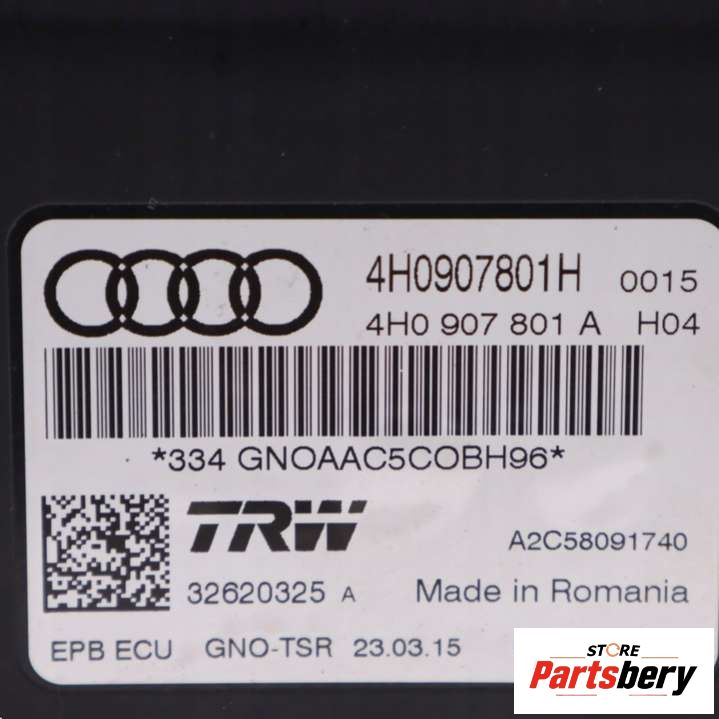 4H0907801H 0015
4H0 907 801 A H04
*334 GNOAAC5COBH96*
TRW
A2C58091740
32620325 A Made in Romania
EPB ECU GNO-TSR 23.03.15
STORE
Partsbery